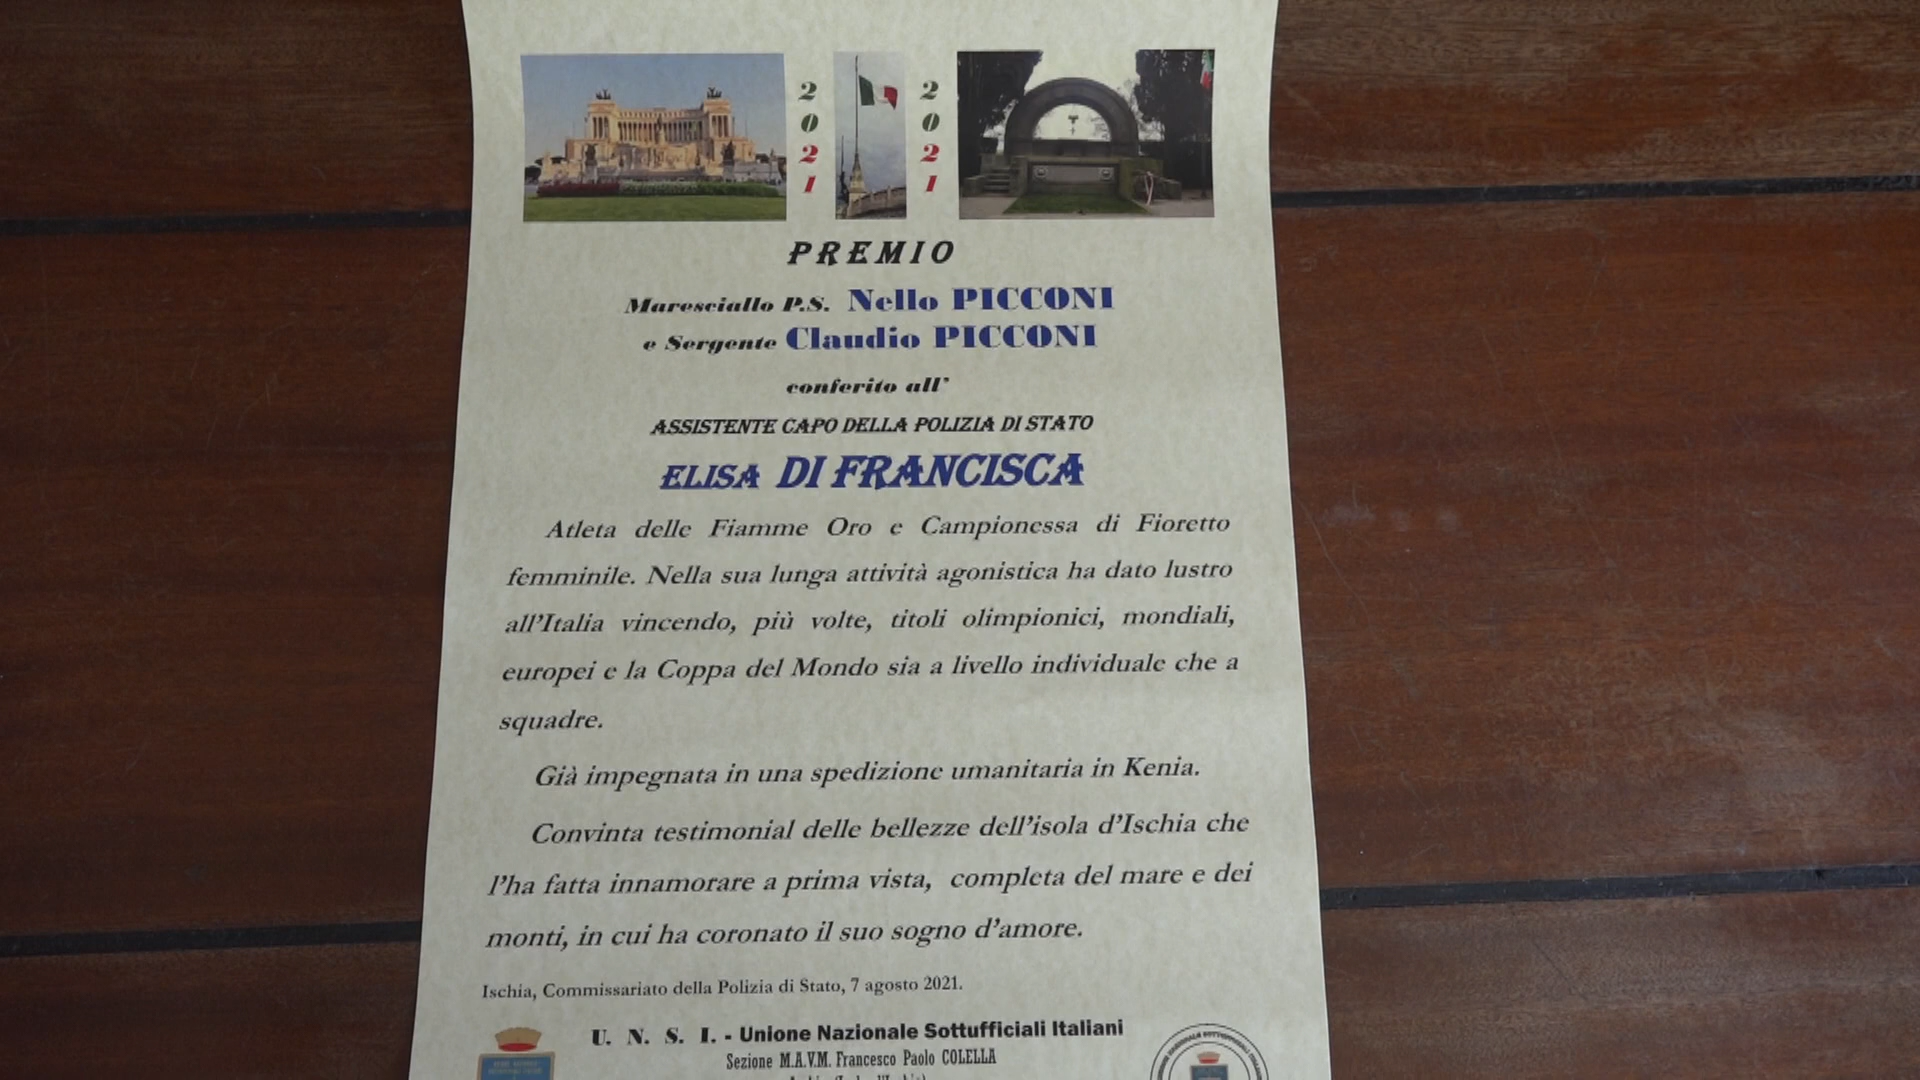 2021
2021
PREMIO
Maresciallo P.S. Nello PICCONI
e Sergente Claudio PICCONI
conferito all'
ASSISTENTE CAPO DELLA POLIZIA DI STATO
ELISA DI FRANCISCA
Atleta delle Fiamme Oro e Campionessa di Fioretto
femminile. Nella sua lunga attività agonistica ha dato lustro
all'Italia vincendo, più volte, titoli olimpionici, mondiali,
europei e la Coppa del Mondo sia a livello individuale che a
squadre.
Già impegnata in una spedizione umanitaria in Kenia.
Convinta testimonial delle bellezze dell'isola d'Ischia che
l'ha fatta innamorare a prima vista, completa del mare e dei
monti, in cui ha coronato il suo sogno d'amore.
Ischia, Commissariato della Polizia di Stato, 7 agosto 2021.
U. N. S. I. - Unione Nazionale Sottufficiali Italiani
Sezione M.A.V.M. Francesco Paolo COLELLA